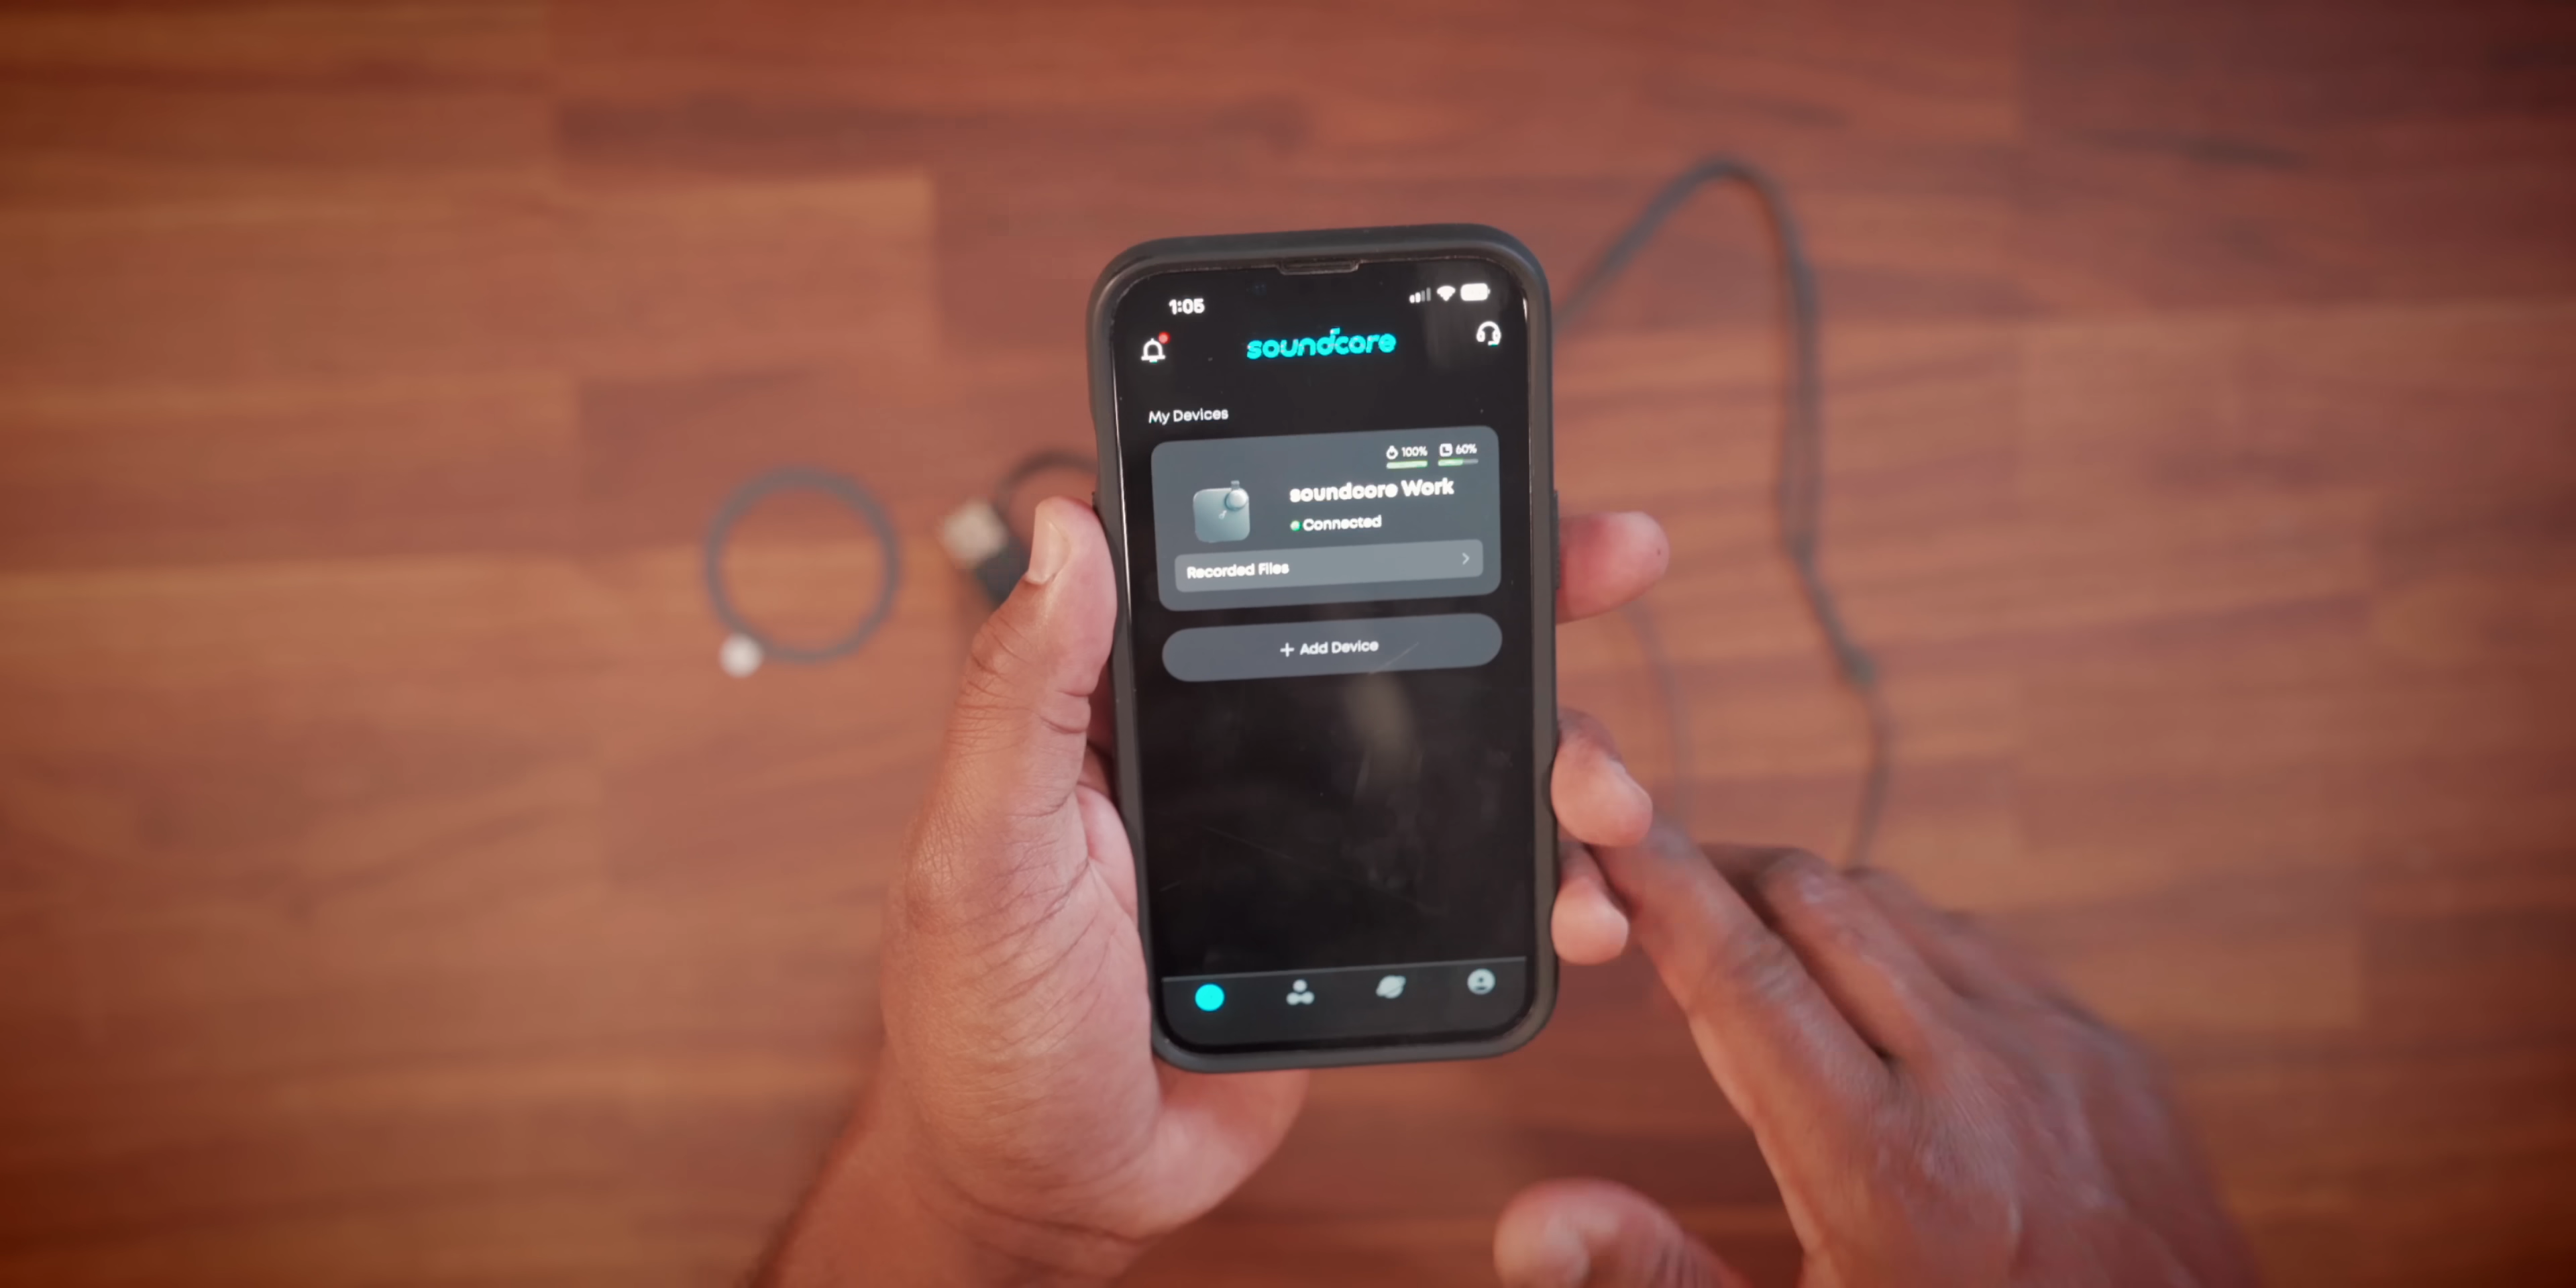 1:05
soundcore
My Devices
100% 60%
soundcore Work
Connected
Recorded Files
+ Add Device